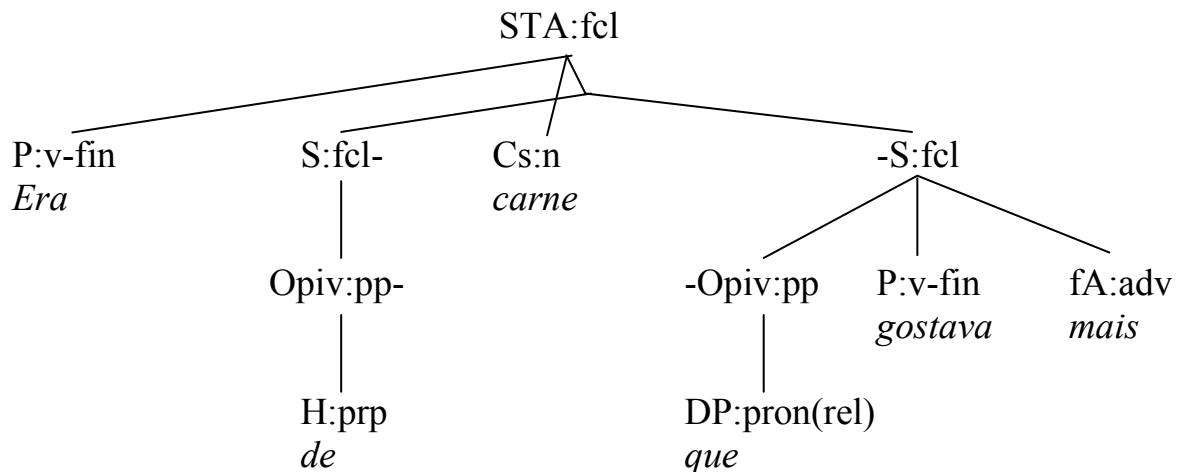 STA:fcl
P:v-fin S:fcl- Cs:n -S:fcl
Era carne
Opiv:pp- -Opiv:pp P:v-fin fA:adv
gostava mais
H:prp DP:pron(rel)
de que